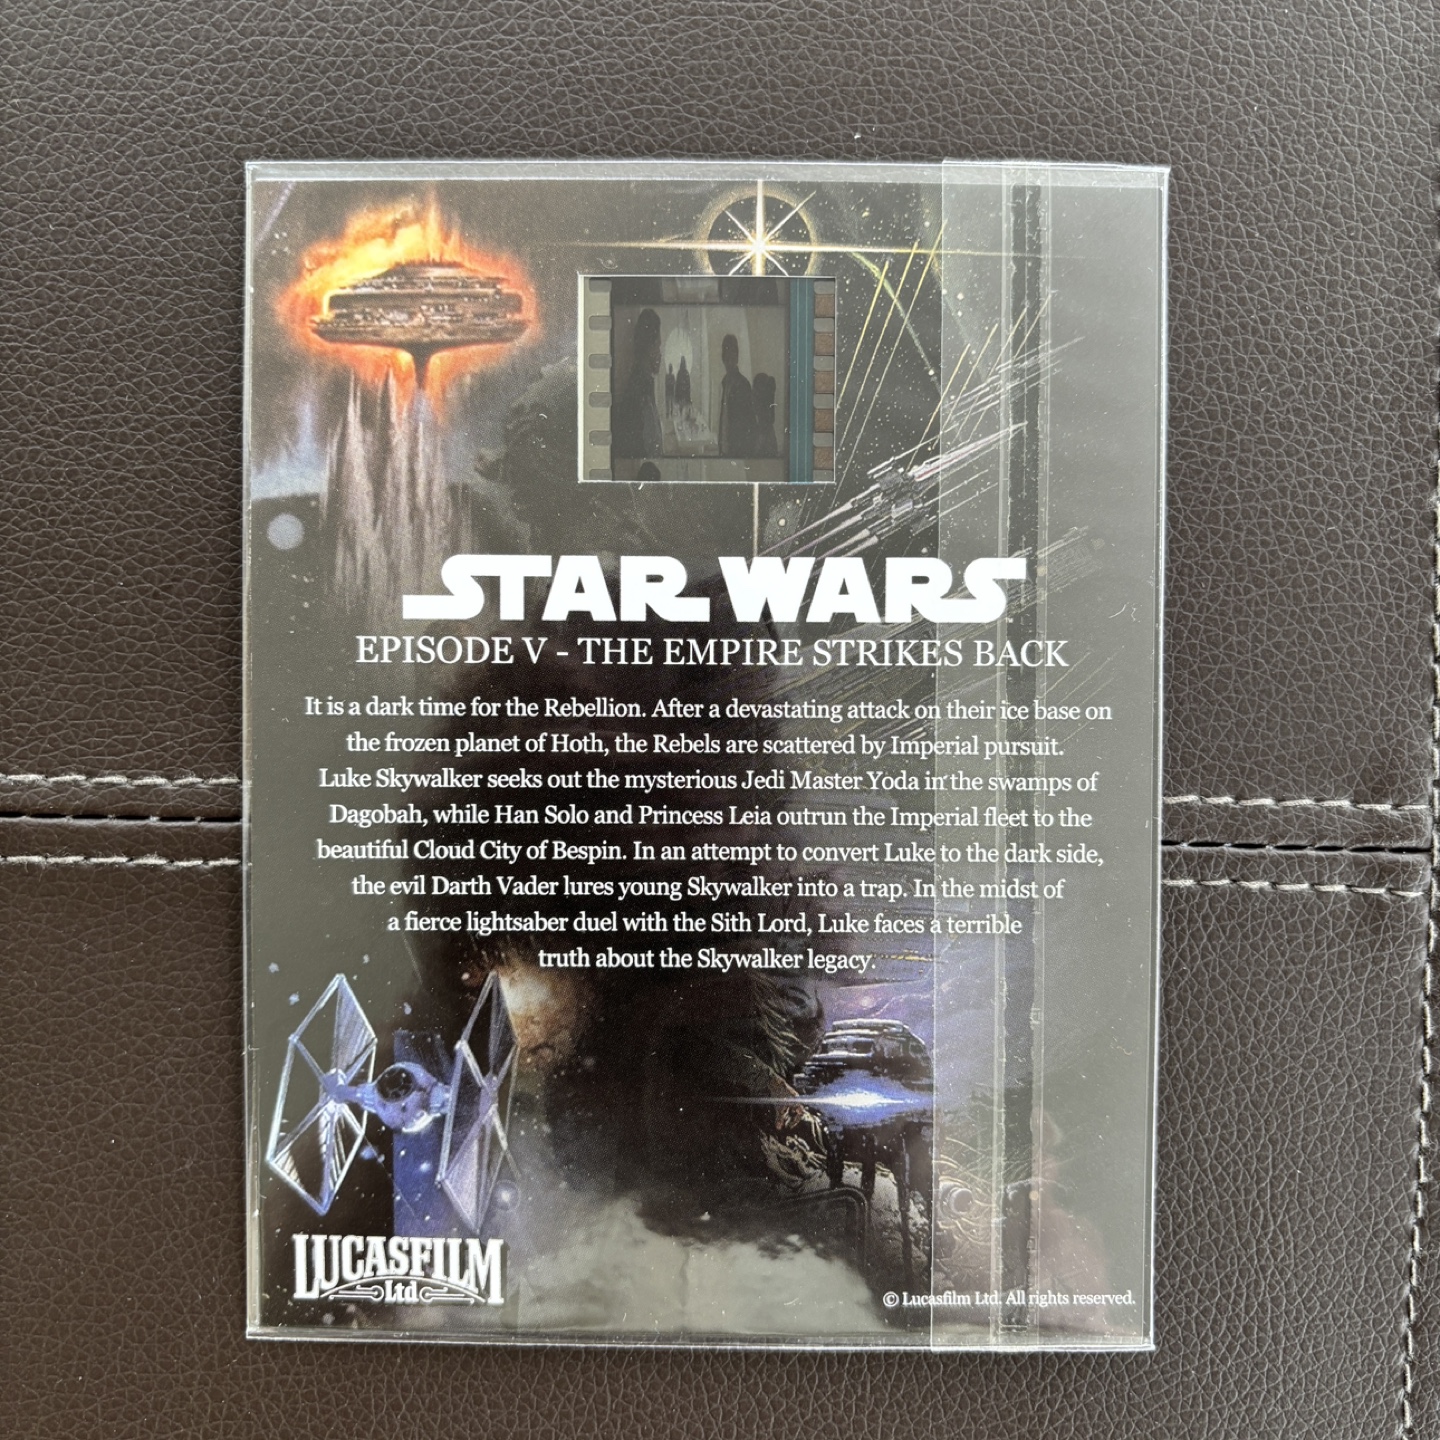 STAR WARS
EPISODE V - THE EMPIRE STRIKES BACK
It is a dark time for the Rebellion. After a devastating attack on their ice base on
the frozen planet of Hoth, the Rebels are scattered by Imperial pursuit.
Luke Skywalker seeks out the mysterious Jedi Master Yoda in the swamps of
Dagobah, while Han Solo and Princess Leia outrun the Imperial fleet to the
beautiful Cloud City of Bespin. In an attempt to convert Luke to the dark side,
the evil Darth Vader lures young Skywalker into a trap. In the midst of
a fierce lightsaber duel with the Sith Lord, Luke faces a terrible
truth about the Skywalker legacy.
LUCASFILM
Ltd
© Lucasfilm Ltd. All rights reserved.